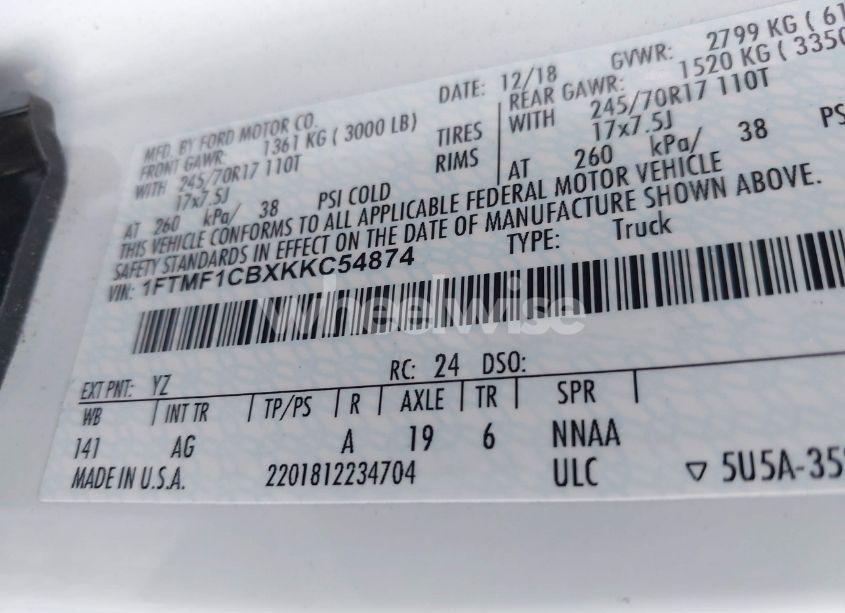 MFD. BY FORD MOTOR CO. DATE: 12/18 GVWR: 2799 KG ( 61
FRONT GAWR: 1361 KG ( 3000 LB) REAR GAWR: 1520 KG ( 3350
WITH 245/70R17 110T TIRES WITH 245/70R17 110T
17x7.5J RIMS 17x7.5J
AT 260 kPa/ 38 PSI COLD AT 260 kPa/ 38 PS
THIS VEHICLE CONFORMS TO ALL APPLICABLE FEDERAL MOTOR VEHICLE
SAFETY STANDARDS IN EFFECT ON THE DATE OF MANUFACTURE SHOWN ABOVE.
VIN: 1FTMF1CBXKKC54874 TYPE: Truck
wheelwise
EXT PNT: YZ RC: 24 DSO:
WB INT TR TP/PS R AXLE TR SPR
141 AG A 19 6 NNAA
MADE IN U.S.A. 2201812234704 ULC ▽ 5U5A-35